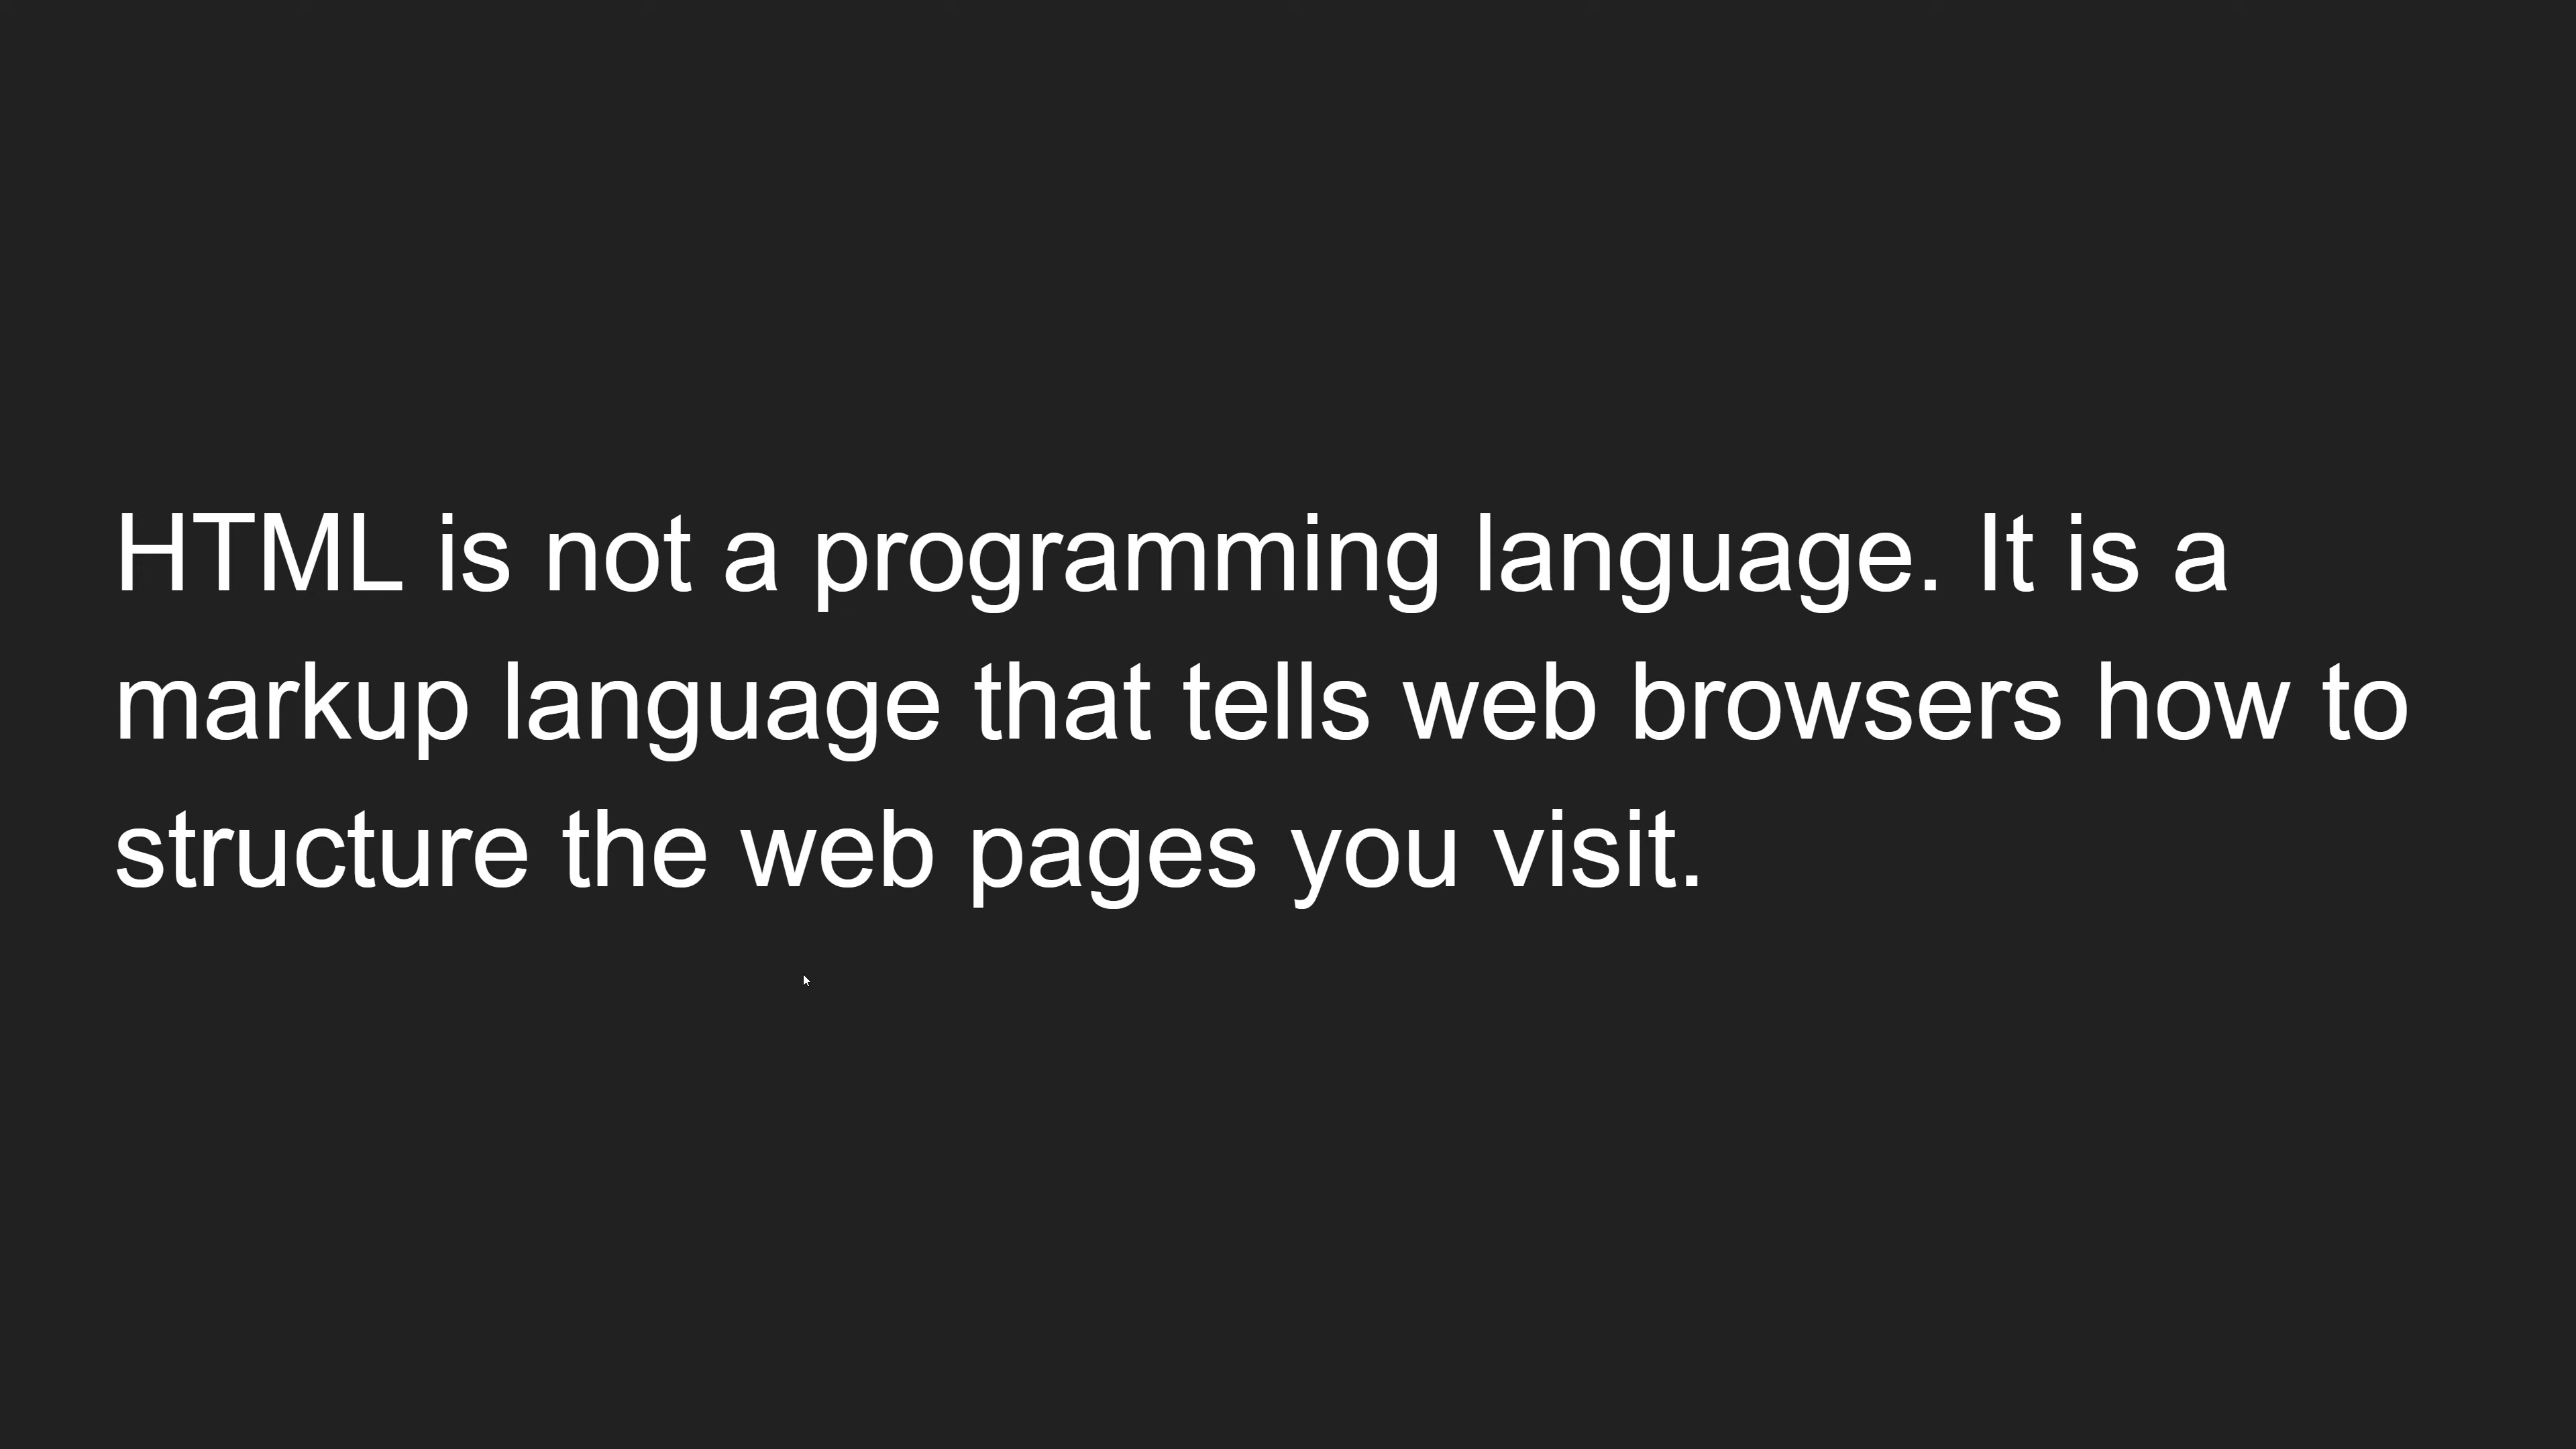 HTML is not a programming language. It is a
markup language that tells web browsers how to
structure the web pages you visit.